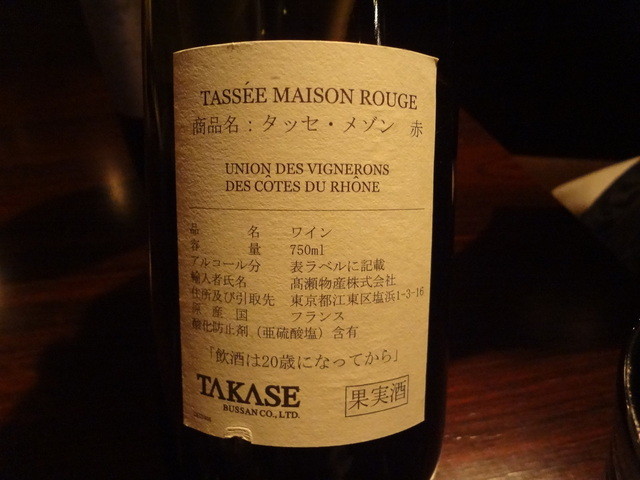 TASSÉE MAISON ROUGE
商品名：タッセ・メゾン　赤
UNION DES VIGNERONS
DES CÔTES DU RHÔNE
品　　　名　ワイン
容　　　量　750ml
アルコール分　表ラベルに記載
輸入者氏名　髙瀬物産株式会社
住所及び引取先　東京都江東区塩浜1-3-16
原　産　国　フランス
酸化防止剤（亜硫酸塩）含有
「飲酒は20歳になってから」
TAKASE
BUSSAN CO., LTD.
果実酒